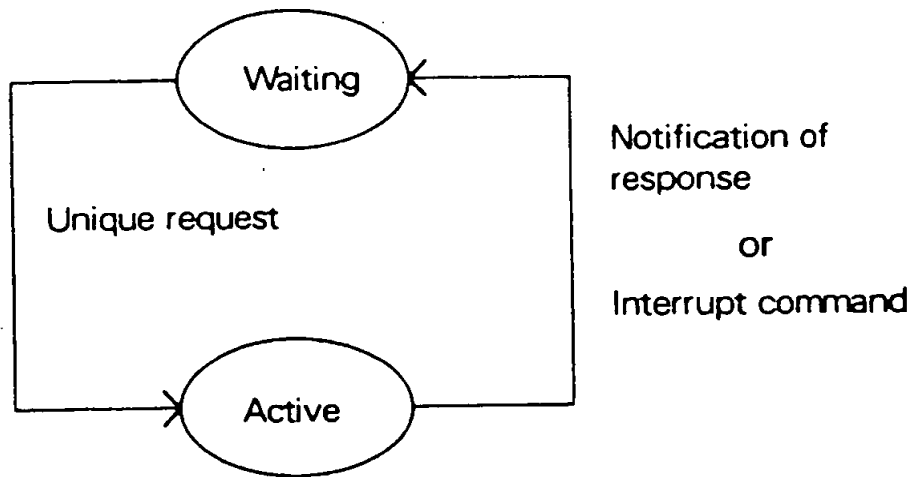 Waiting
Notification of
response
Unique request
or
Interrupt command
Active